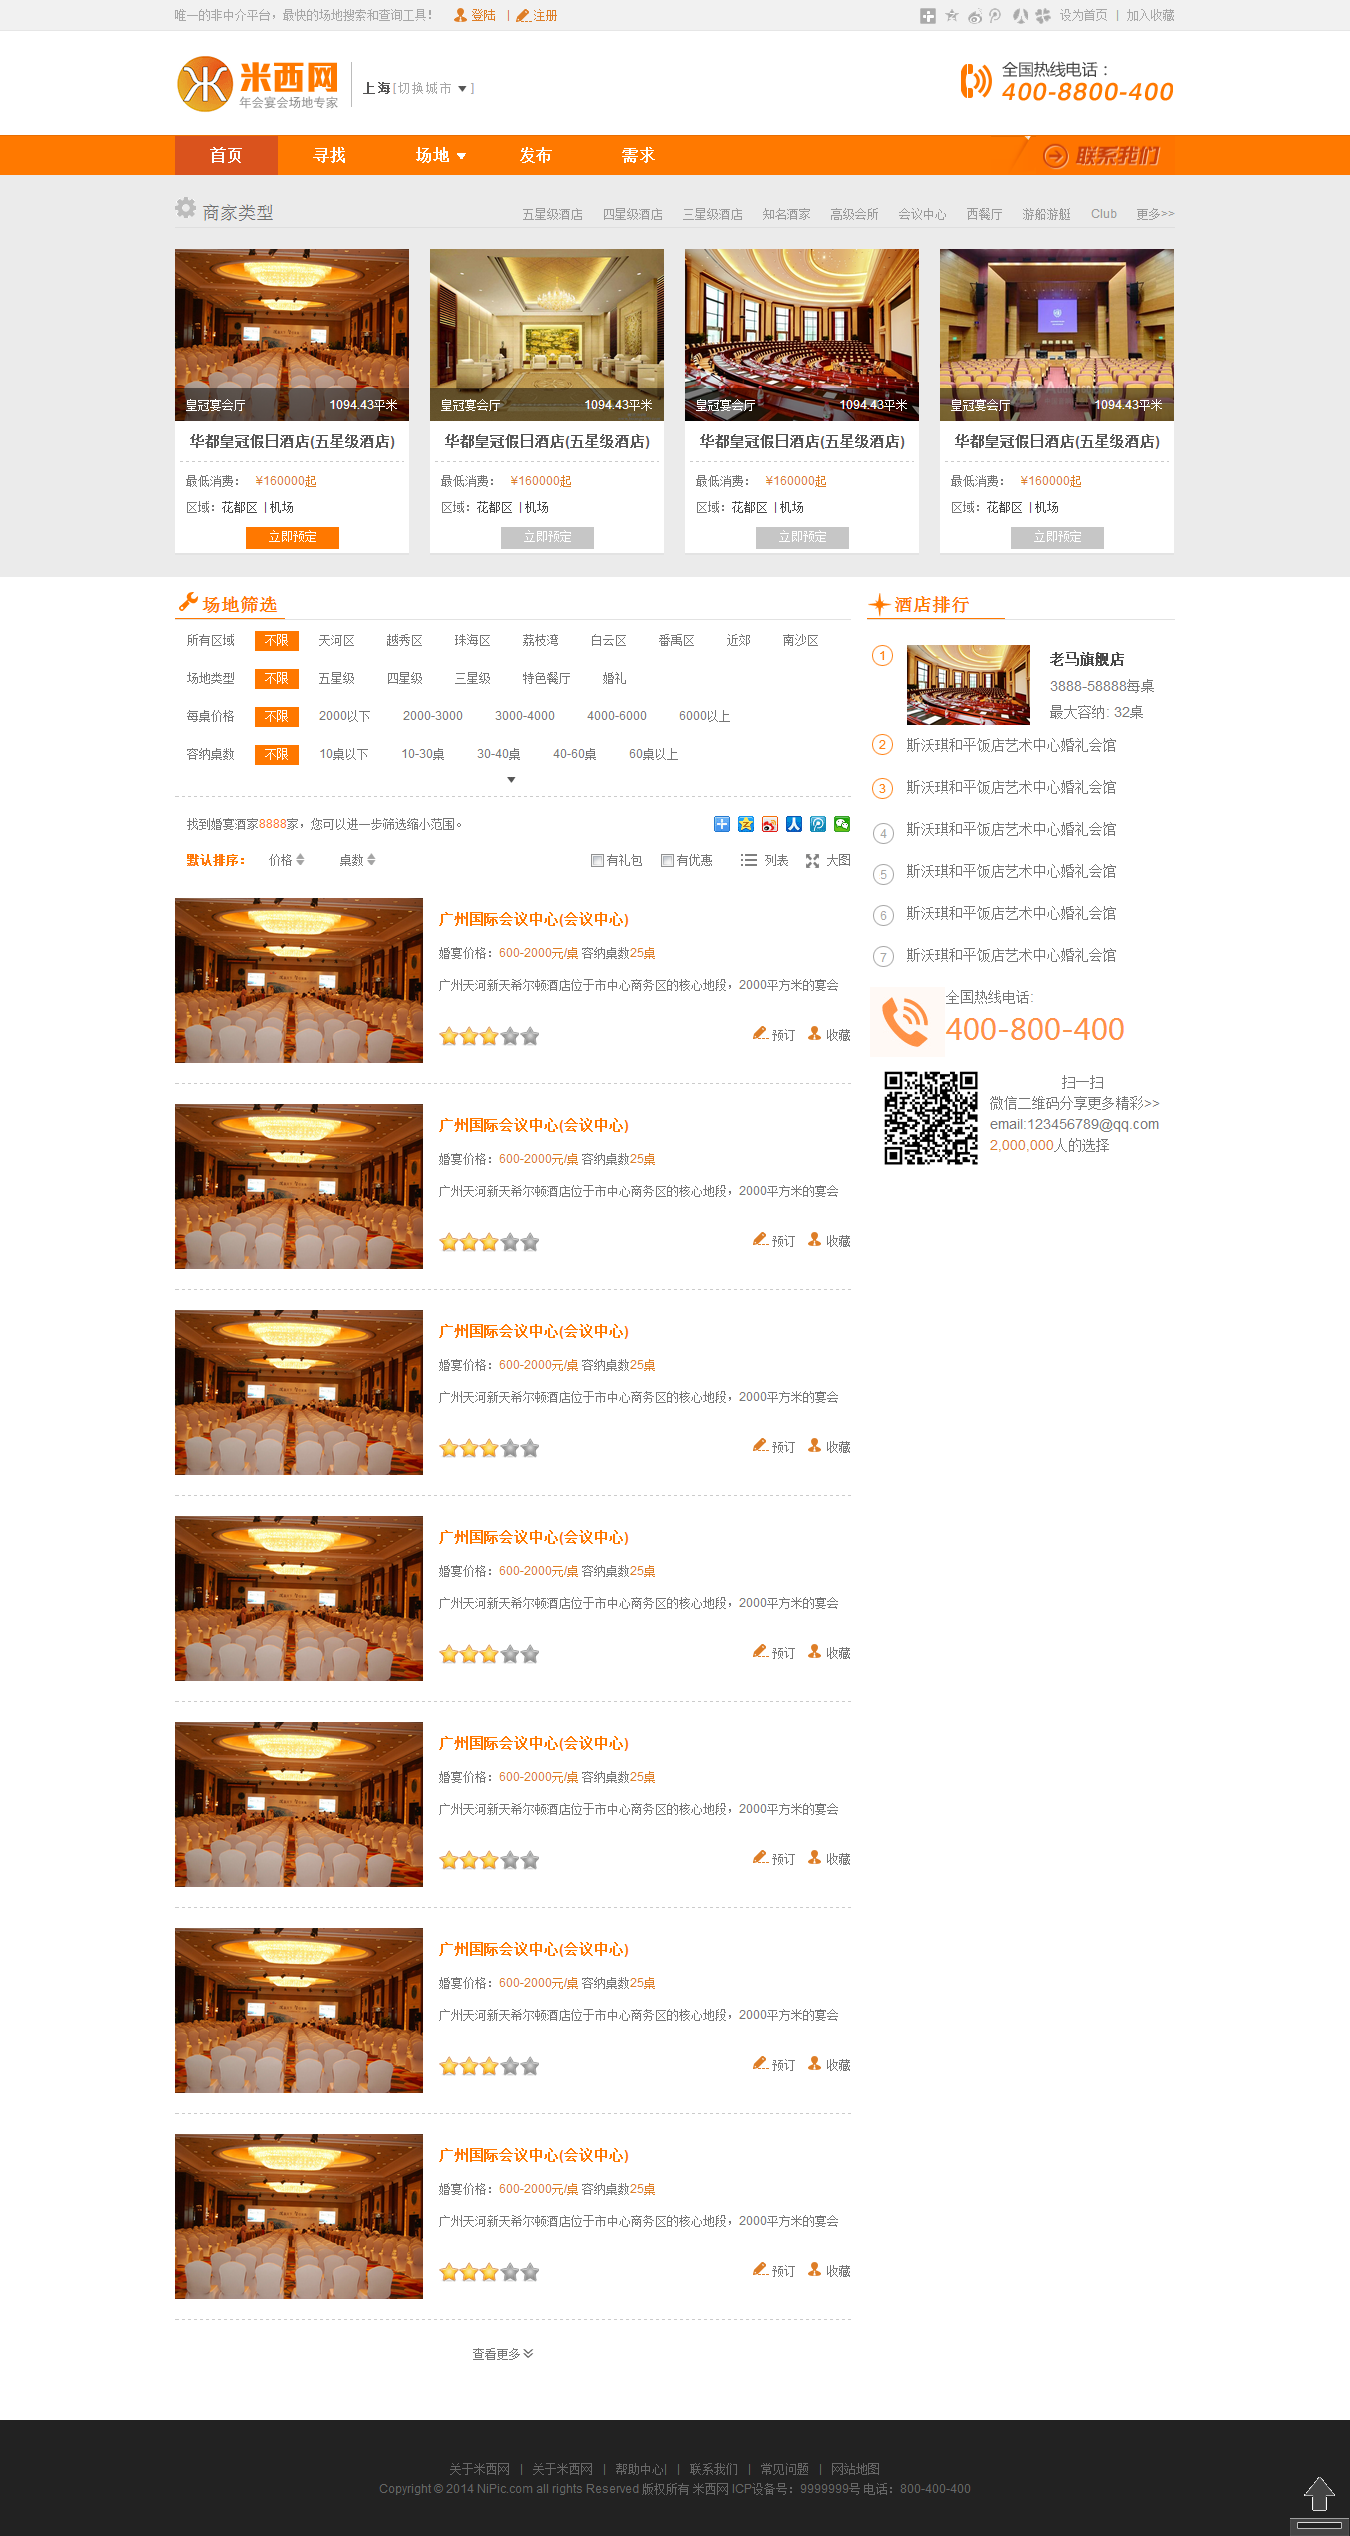 唯一的非中介平台，最快的场地搜索和查询工具！ 登陆 | 注册 设为首页 | 加入收藏
米西网
年会宴会场地专家
上海[切换城市 ▼]
全国热线电话：
400-8800-400
首页 寻找 场地 发布 需求 联系我们
商家类型 五星级酒店 四星级酒店 三星级酒店 知名酒家 高级会所 会议中心 西餐厅 游船游艇 Club 更多>>
皇冠宴会厅 1094.43平米 皇冠宴会厅 1094.43平米 皇冠宴会厅 1094.43平米 皇冠宴会厅 1094.43平米
华都皇冠假日酒店(五星级酒店) 华都皇冠假日酒店(五星级酒店) 华都皇冠假日酒店(五星级酒店) 华都皇冠假日酒店(五星级酒店)
最低消费： ¥160000起 最低消费： ¥160000起 最低消费： ¥160000起 最低消费： ¥160000起
区域：花都区 | 机场 区域：花都区 | 机场 区域：花都区 | 机场 区域：花都区 | 机场
立即预定 立即预定 立即预定 立即预定
场地筛选
所有区域 不限 天河区 越秀区 珠海区 荔枝湾 白云区 番禹区 近郊 南沙区
场地类型 不限 五星级 四星级 三星级 特色餐厅 婚礼
每桌价格 不限 2000以下 2000-3000 3000-4000 4000-6000 6000以上
容纳桌数 不限 10桌以下 10-30桌 30-40桌 40-60桌 60桌以上
找到婚宴酒家8888家，您可以进一步筛选缩小范围。
默认排序： 价格 桌数 有礼包 有优惠 列表 大图
广州国际会议中心(会议中心)
婚宴价格：600-2000元/桌 容纳桌数25桌
广州天河新天希尔顿酒店位于市中心商务区的核心地段，2000平方米的宴会
预订 收藏
广州国际会议中心(会议中心)
婚宴价格：600-2000元/桌 容纳桌数25桌
广州天河新天希尔顿酒店位于市中心商务区的核心地段，2000平方米的宴会
预订 收藏
广州国际会议中心(会议中心)
婚宴价格：600-2000元/桌 容纳桌数25桌
广州天河新天希尔顿酒店位于市中心商务区的核心地段，2000平方米的宴会
预订 收藏
广州国际会议中心(会议中心)
婚宴价格：600-2000元/桌 容纳桌数25桌
广州天河新天希尔顿酒店位于市中心商务区的核心地段，2000平方米的宴会
预订 收藏
广州国际会议中心(会议中心)
婚宴价格：600-2000元/桌 容纳桌数25桌
广州天河新天希尔顿酒店位于市中心商务区的核心地段，2000平方米的宴会
预订 收藏
广州国际会议中心(会议中心)
婚宴价格：600-2000元/桌 容纳桌数25桌
广州天河新天希尔顿酒店位于市中心商务区的核心地段，2000平方米的宴会
预订 收藏
广州国际会议中心(会议中心)
婚宴价格：600-2000元/桌 容纳桌数25桌
广州天河新天希尔顿酒店位于市中心商务区的核心地段，2000平方米的宴会
预订 收藏
查看更多
酒店排行
1 老马旗舰店
3888-58888每桌
最大容纳: 32桌
2 斯沃琪和平饭店艺术中心婚礼会馆
3 斯沃琪和平饭店艺术中心婚礼会馆
4 斯沃琪和平饭店艺术中心婚礼会馆
5 斯沃琪和平饭店艺术中心婚礼会馆
6 斯沃琪和平饭店艺术中心婚礼会馆
7 斯沃琪和平饭店艺术中心婚礼会馆
全国热线电话:
400-800-400
扫一扫
微信二维码分享更多精彩>>
email:123456789@qq.com
2,000,000人的选择
关于米西网 | 关于米西网 | 帮助中心| | 联系我们 | 常见问题 | 网站地图
Copyright © 2014 NiPic.com all rights Reserved 版权所有 米西网 ICP设备号：9999999号 电话：800-400-400